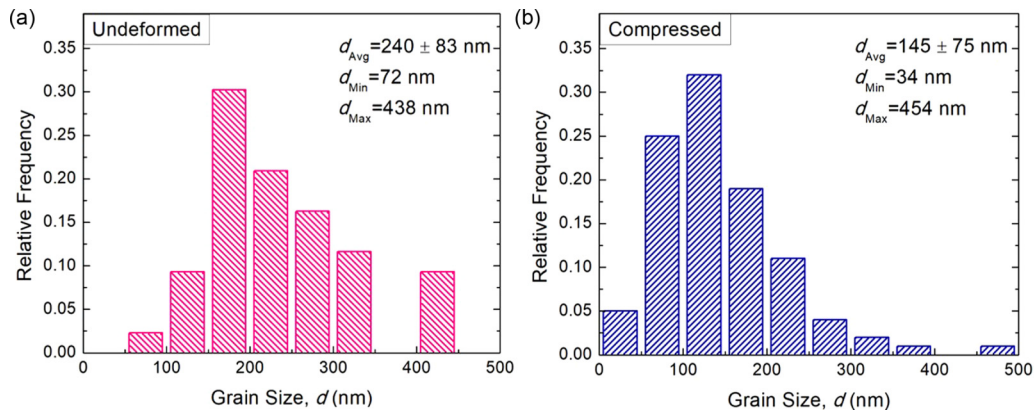 (a)
Undeformed
d_Avg=240 ± 83 nm
d_Min=72 nm
d_Max=438 nm
Relative Frequency
0.35
0.30
0.25
0.20
0.15
0.10
0.05
0.00
0 100 200 300 400 500
Grain Size, d (nm)
(b)
Compressed
d_Avg=145 ± 75 nm
d_Min=34 nm
d_Max=454 nm
Relative Frequency
0.35
0.30
0.25
0.20
0.15
0.10
0.05
0.00
0 100 200 300 400 500
Grain Size, d (nm)